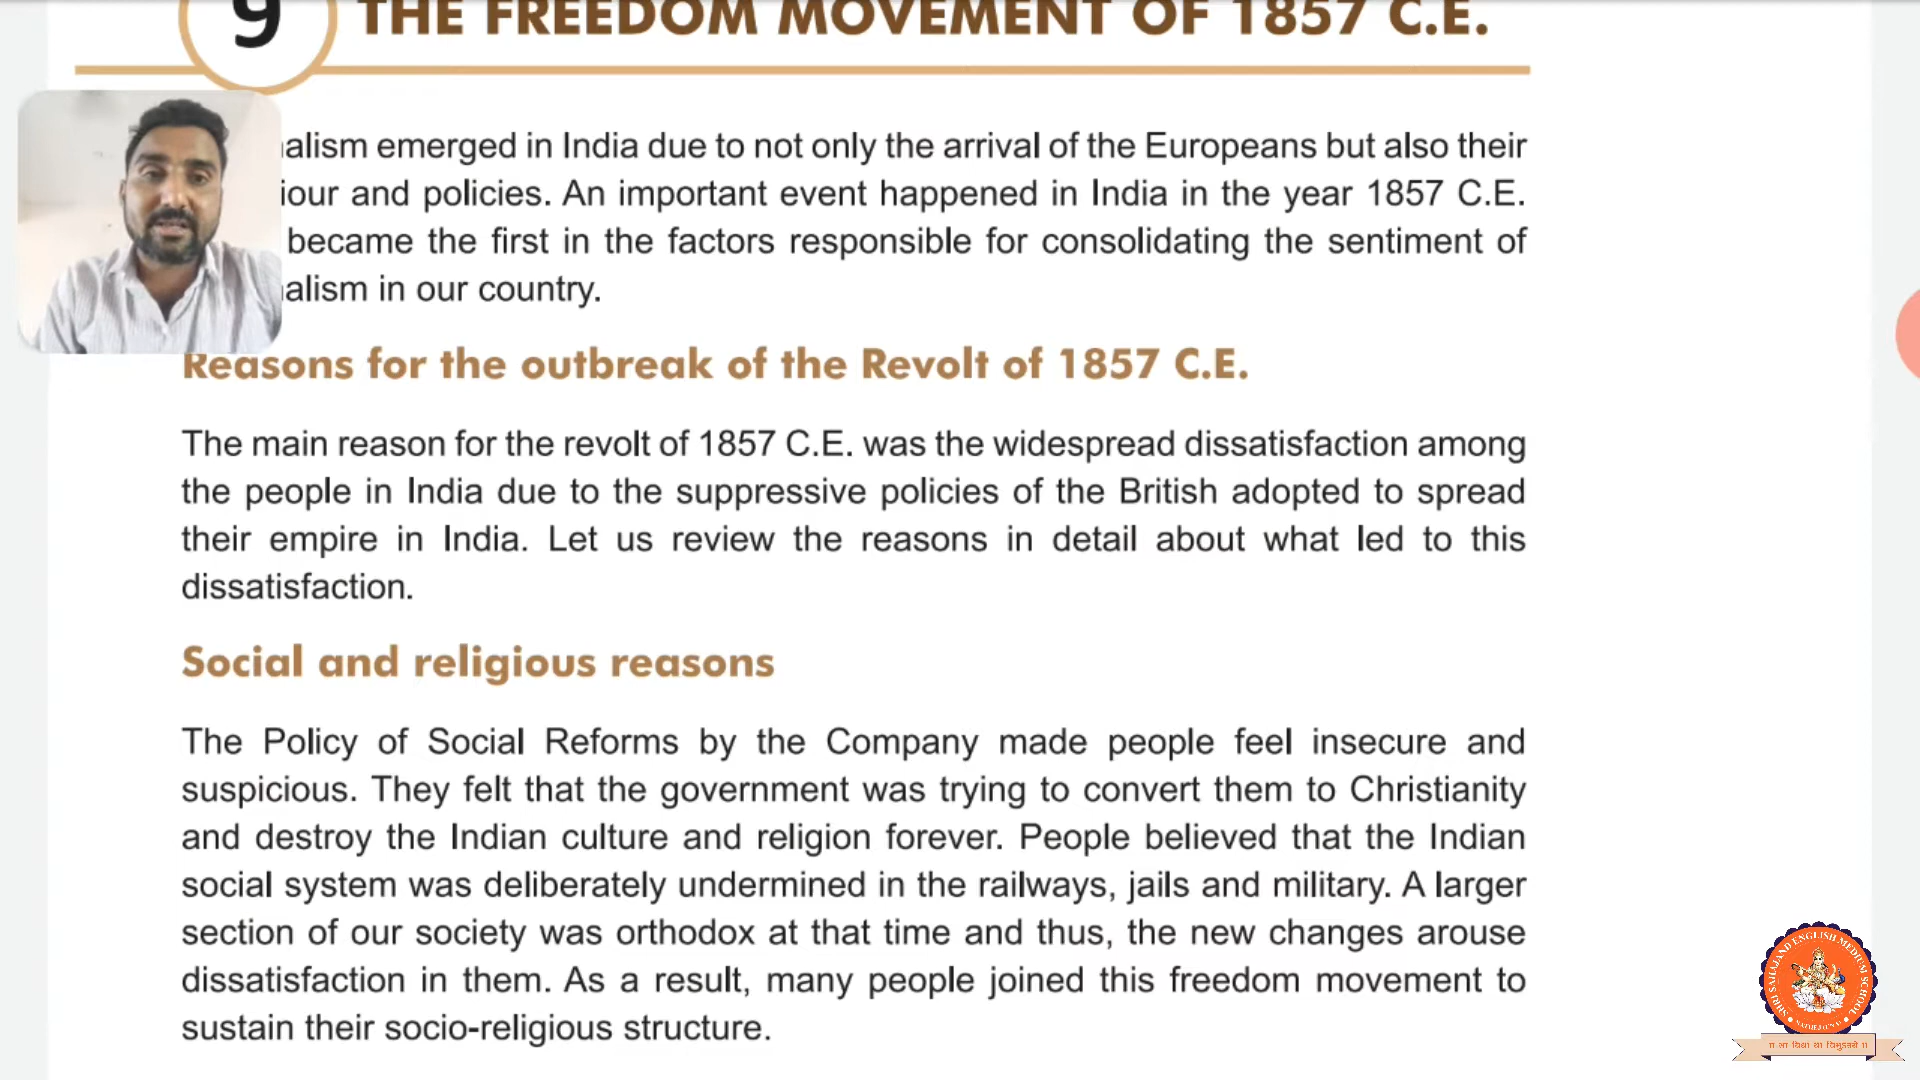 9 THE FREEDOM MOVEMENT OF 1857 C.E.
emerged in India due to not only the arrival of the Europeans but also their
and policies. An important event happened in India in the year 1857 C.E.
became the first in the factors responsible for consolidating the sentiment of
in our country.
Reasons for the outbreak of the Revolt of 1857 C.E.
The main reason for the revolt of 1857 C.E. was the widespread dissatisfaction among
the people in India due to the suppressive policies of the British adopted to spread
their empire in India. Let us review the reasons in detail about what led to this
dissatisfaction.
Social and religious reasons
The Policy of Social Reforms by the Company made people feel insecure and
suspicious. They felt that the government was trying to convert them to Christianity
and destroy the Indian culture and religion forever. People believed that the Indian
social system was deliberately undermined in the railways, jails and military. A larger
section of our society was orthodox at that time and thus, the new changes arouse
dissatisfaction in them. As a result, many people joined this freedom movement to
sustain their socio-religious structure.
SHRI SAHAJANAND ENGLISH MEDIUM SCHOOL
॥ सा विद्या या विमुक्तये ॥